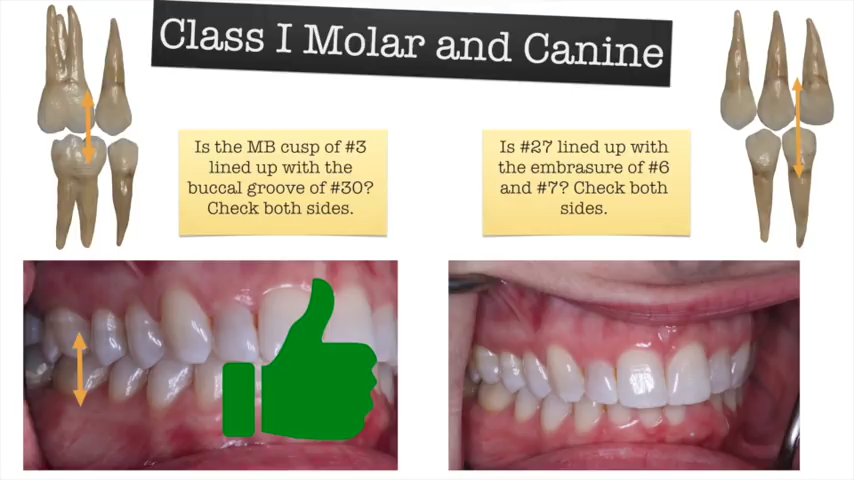 Class I Molar and Canine
Is the MB cusp of #3
lined up with the
buccal groove of #30?
Check both sides.
Is #27 lined up with
the embrasure of #6
and #7? Check both
sides.